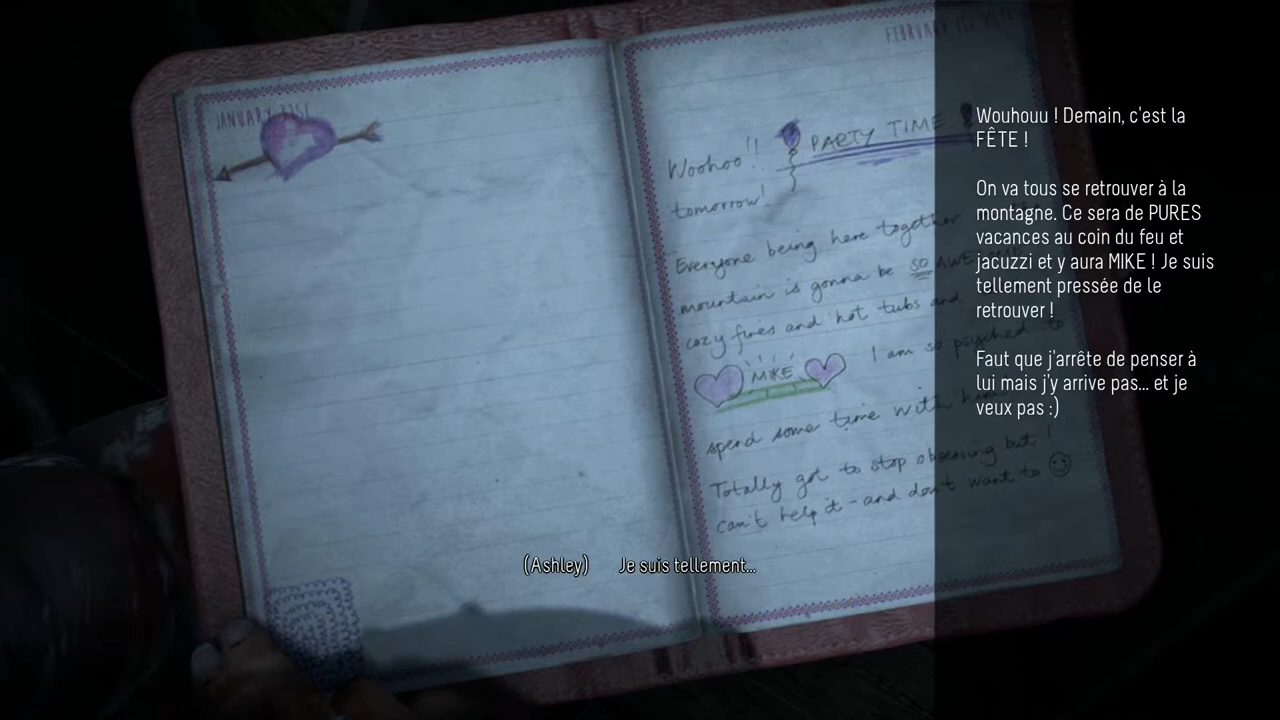 JANUARY 31ST
FEBRUARY 1ST
Woohoo!! PARTY TIME
tomorrow!
Everyone being here together
mountain is gonna be SO AWE
cozy fires and hot tubs and
MIKE I am so psyched to
spend some time with him
Totally got to stop obsessing but I
can't help it - and don't want to
Wouhouu ! Demain, c'est la
FÊTE !
On va tous se retrouver à la
montagne. Ce sera de PURES
vacances au coin du feu et
jacuzzi et y aura MIKE ! Je suis
tellement pressée de le
retrouver !
Faut que j'arrête de penser à
lui mais j'y arrive pas... et je
veux pas :)
(Ashley) Je suis tellement...